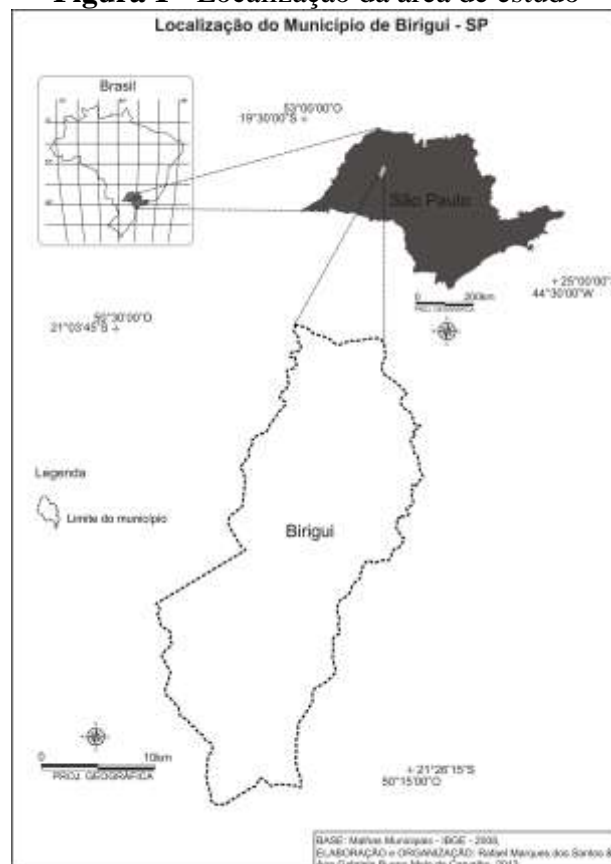 Figura 1 - Localização da área de estudo
Localização do Município de Birigui - SP
Brasil
53°00'00"O
19°30'00"S +
São Paulo
+ 25°00'00"S
44°30'00"W
0 200km
PROJ. GEOGRÁFICA
50°30'00"O
21°03'45"S +
Legenda
Limite do município
Birigui
0 10km
PROJ. GEOGRÁFICA
+ 21°26'15"S
50°15'00"O
BASE: Malhas Municipais - IBGE - 2008,
ELABORAÇÃO e ORGANIZAÇÃO: Rafael Marques dos Santos &